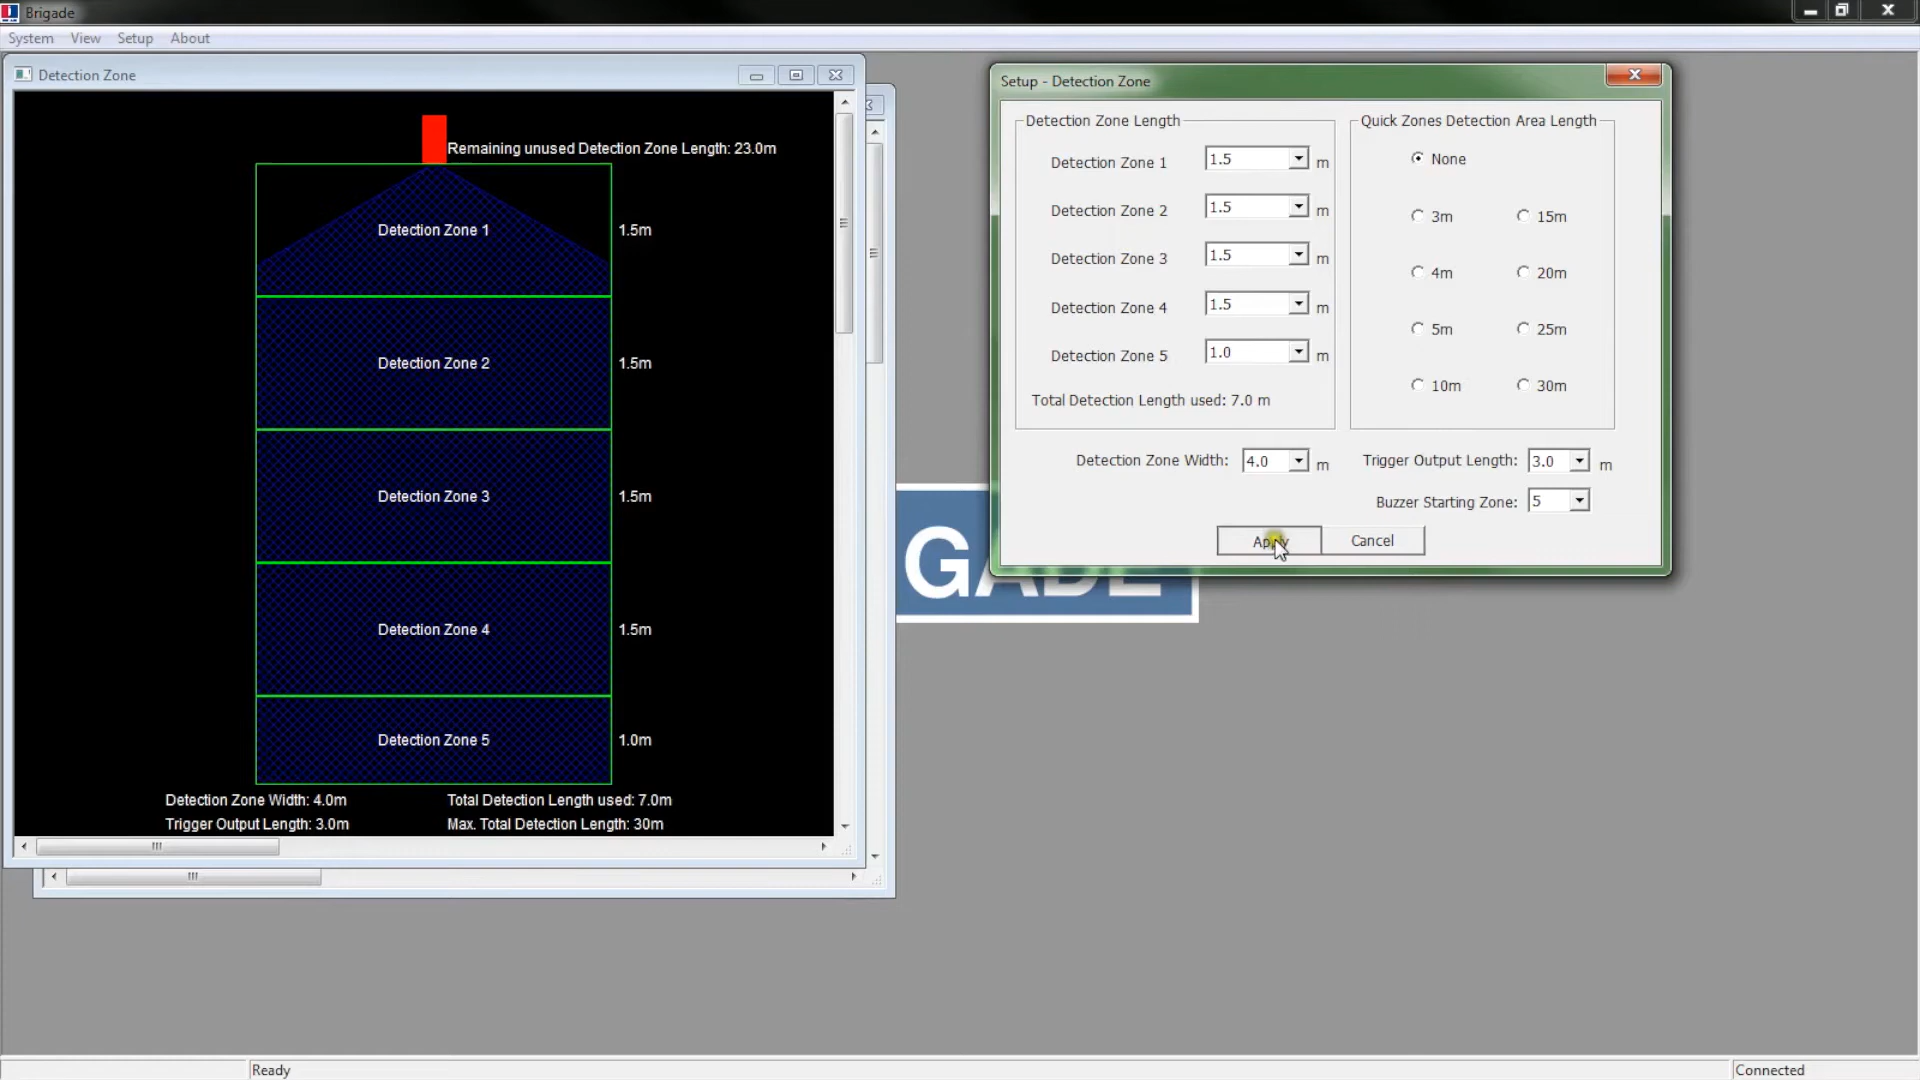 Brigade
System View Setup About
Detection Zone
Remaining unused Detection Zone Length: 23.0m
Detection Zone 1 1.5m
Detection Zone 2 1.5m
Detection Zone 3 1.5m
Detection Zone 4 1.5m
Detection Zone 5 1.0m
Detection Zone Width: 4.0m Total Detection Length used: 7.0m
Trigger Output Length: 3.0m Max. Total Detection Length: 30m
Setup - Detection Zone
Detection Zone Length
Detection Zone 1 1.5 m
Detection Zone 2 1.5 m
Detection Zone 3 1.5 m
Detection Zone 4 1.5 m
Detection Zone 5 1.0 m
Total Detection Length used: 7.0 m
Quick Zones Detection Area Length
None
3m 15m
4m 20m
5m 25m
10m 30m
Detection Zone Width: 4.0 m Trigger Output Length: 3.0 m
Buzzer Starting Zone: 5
Apply Cancel
GADE
Ready Connected